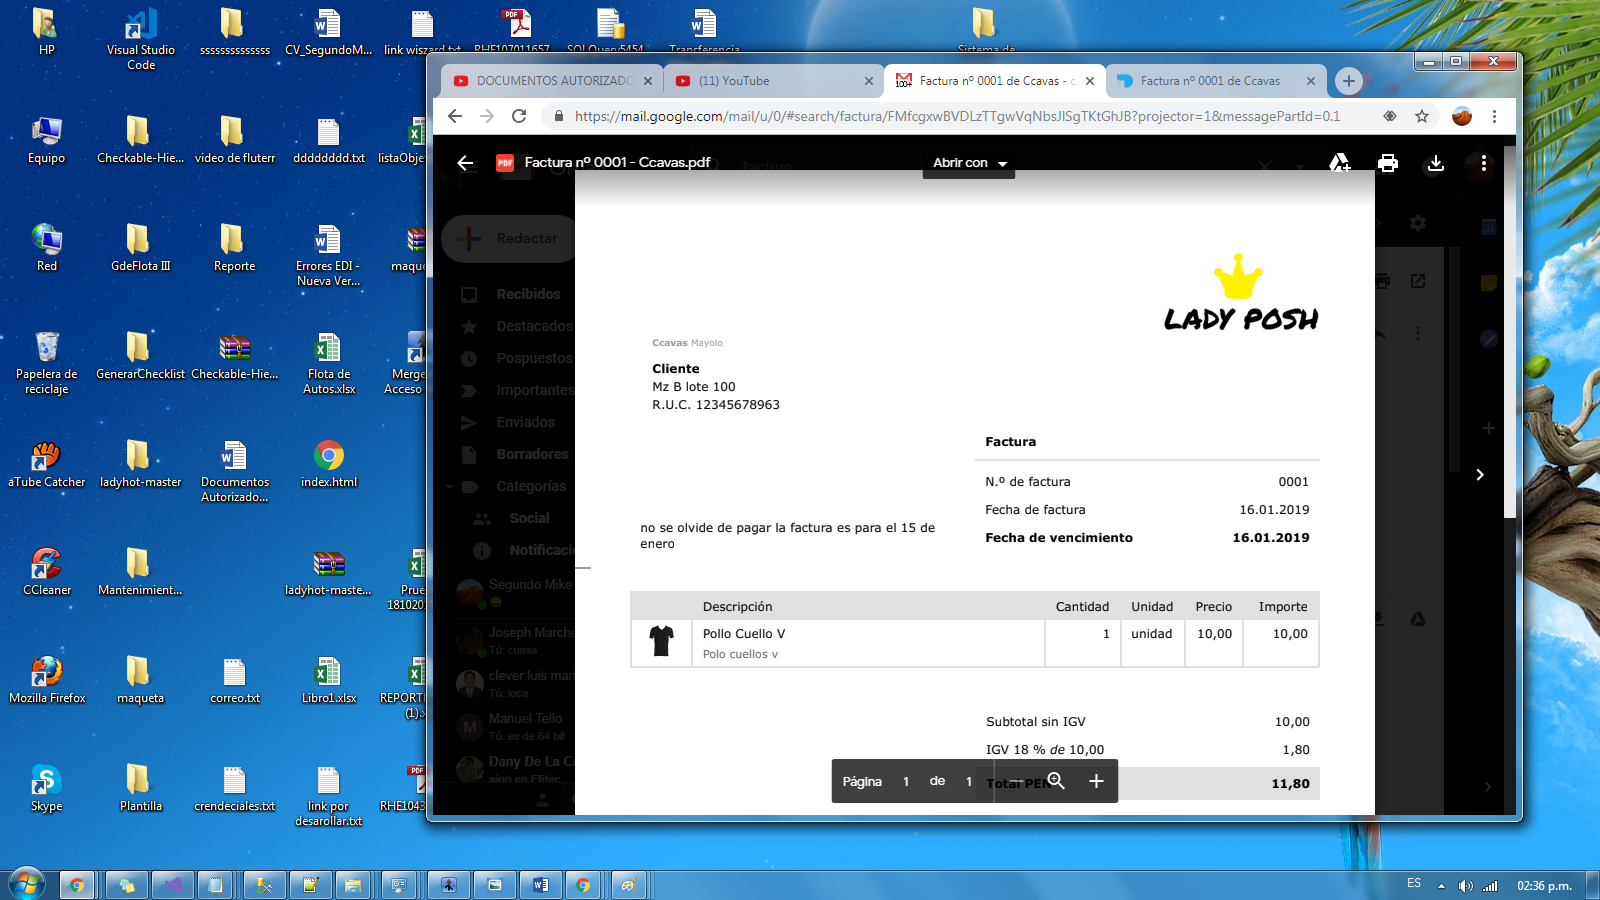 HP
Visual Studio Code
ssssssssssssss
CV_SegundoM...
link wiszard.txt
RHE107011657
SQLQuery5454
Transferencia
Sistema de
Equipo
Checkable-Hie...
video de fluterr
dddddddd.txt
listaObje
Red
GdeFlota III
Reporte
Errores EDI - Nueva Ver...
maque
Papelera de reciclaje
GenerarChecklist
Checkable-Hie...
Flota de Autos.xlsx
Merge Acceso
aTube Catcher
ladyhot-master
Documentos Autorizado...
index.html
CCleaner
Mantenimient...
ladyhot-maste...
Prue 181020
Mozilla Firefox
maqueta
correo.txt
Libro1.xlsx
REPORT (1).x
Skype
Plantilla
crendeciales.txt
link por desarollar.txt
RHE1043
DOCUMENTOS AUTORIZADO
(11) YouTube
Factura nº 0001 de Ccavas - c
Factura nº 0001 de Ccavas
https://mail.google.com/mail/u/0/#search/factura/FMfcgxwBVDLzTTgwVqNbsJlSgTKtGhJB?projector=1&messagePartId=0.1
PDF
Factura nº 0001 - Ccavas.pdf
factura
Abrir con
Redactar
Recibidos
Destacados
Pospuestos
Importantes
Enviados
Borradores
Categorías
Social
Notificaci
Segundo Mike
Joseph Marche
Tú: cuasa
clever luis mar
Tú: loca
M
Manuel Tello
Tú: es de 64 bit
Dany De La C
sino en Efitec
LADY POSH
Ccavas Mayolo
Cliente
Mz B lote 100
R.U.C. 12345678963
Factura
N.º de factura 0001
Fecha de factura 16.01.2019
Fecha de vencimiento 16.01.2019
no se olvide de pagar la factura es para el 15 de
enero
Descripción Cantidad Unidad Precio Importe
Pollo Cuello V 1 unidad 10,00 10,00
Polo cuellos v
Subtotal sin IGV 10,00
IGV 18 % de 10,00 1,80
Total PEN 11,80
Página 1 de 1
ES
02:36 p.m.